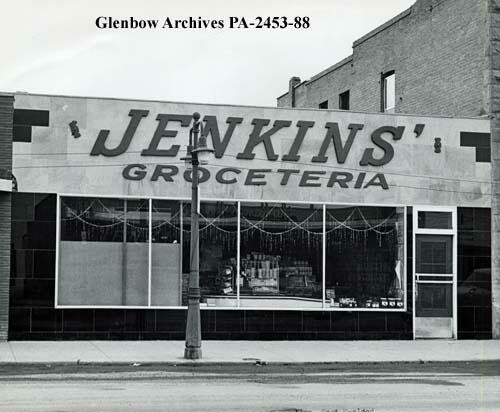 Glenbow Archives PA-2453-88
JENKINS'
GROCETERIA